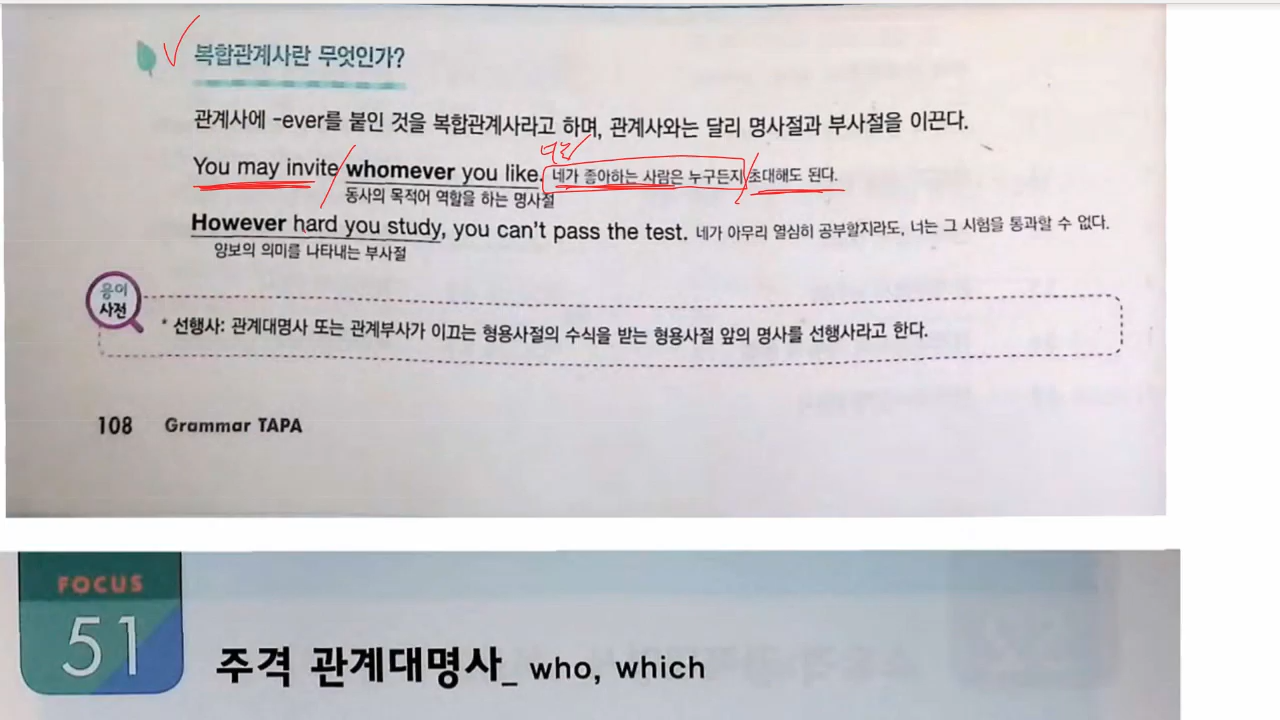 복합관계사란 무엇인가?
관계사에 -ever를 붙인 것을 복합관계사라고 하며, 관계사와는 달리 명사절과 부사절을 이끈다.
You may invite whomever you like. 네가 좋아하는 사람은 누구든지 초대해도 된다.
동사의 목적어 역할을 하는 명사절
However hard you study, you can't pass the test. 네가 아무리 열심히 공부할지라도, 너는 그 시험을 통과할 수 없다.
양보의 의미를 나타내는 부사절
용어
사전
* 선행사: 관계대명사 또는 관계부사가 이끄는 형용사절의 수식을 받는 형용사절 앞의 명사를 선행사라고 한다.
108 Grammar TAPA
FOCUS
51
주격 관계대명사_ who, which